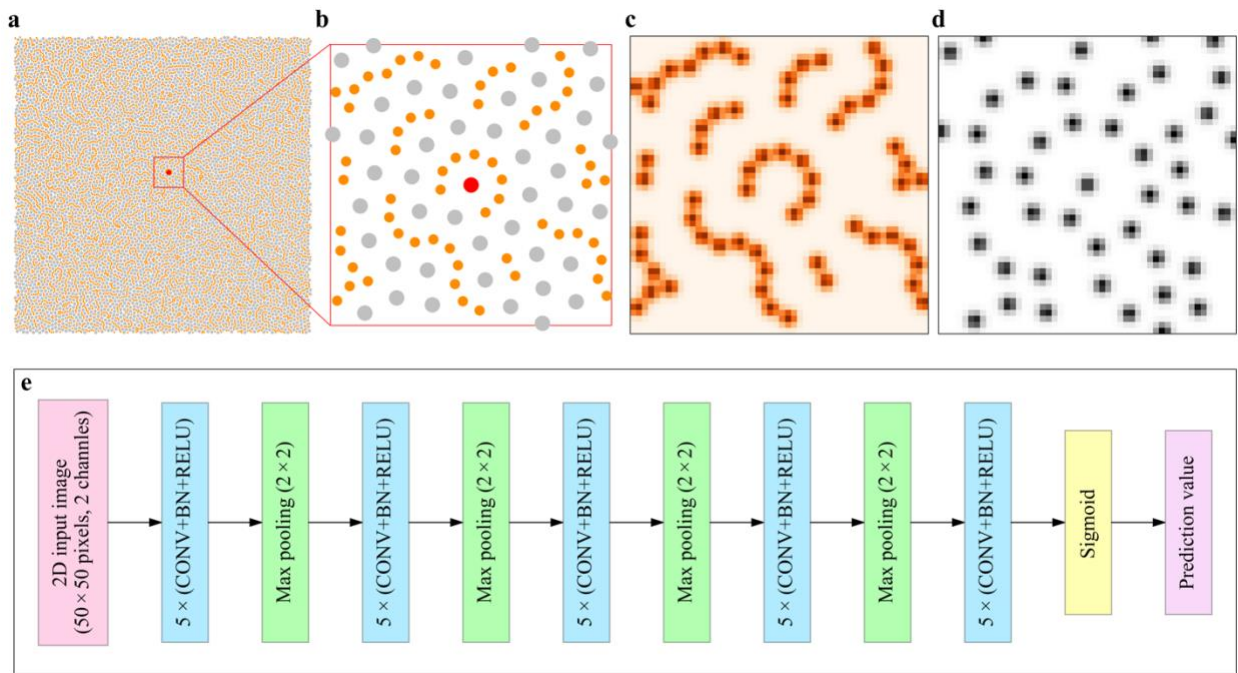 a
b
c
d
e
2D input image
(50 × 50 pixels, 2 channles)
5 × (CONV+BN+RELU)
Max pooling (2 × 2)
5 × (CONV+BN+RELU)
Max pooling (2 × 2)
5 × (CONV+BN+RELU)
Max pooling (2 × 2)
5 × (CONV+BN+RELU)
Max pooling (2 × 2)
5 × (CONV+BN+RELU)
Sigmoid
Prediction value